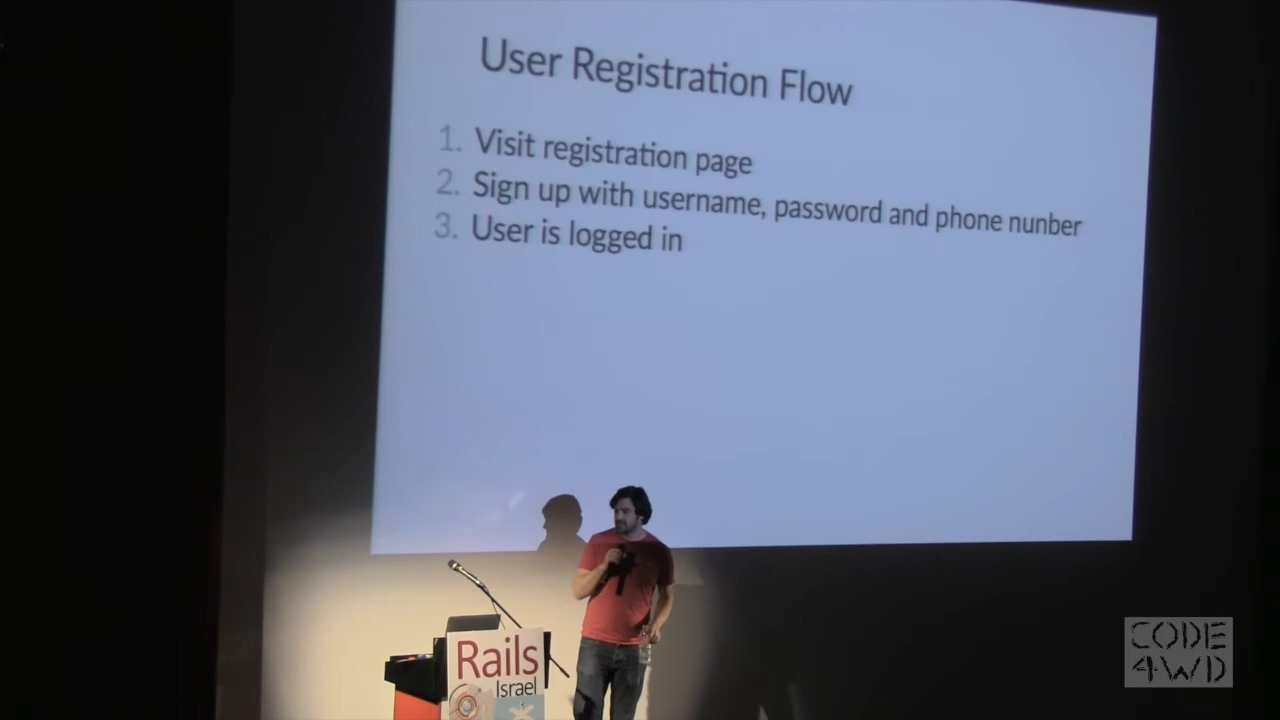 User Registration Flow
1. Visit registration page
2. Sign up with username, password and phone nunber
3. User is logged in
Rails
Israel
CODE
4WD